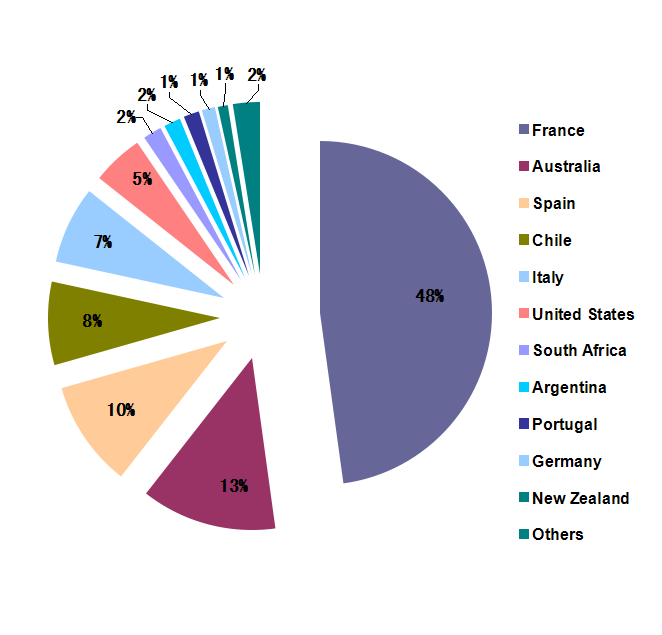 2%
1%
1%
1%
2%
2%
5%
7%
8%
10%
13%
48%
France
Australia
Spain
Chile
Italy
United States
South Africa
Argentina
Portugal
Germany
New Zealand
Others